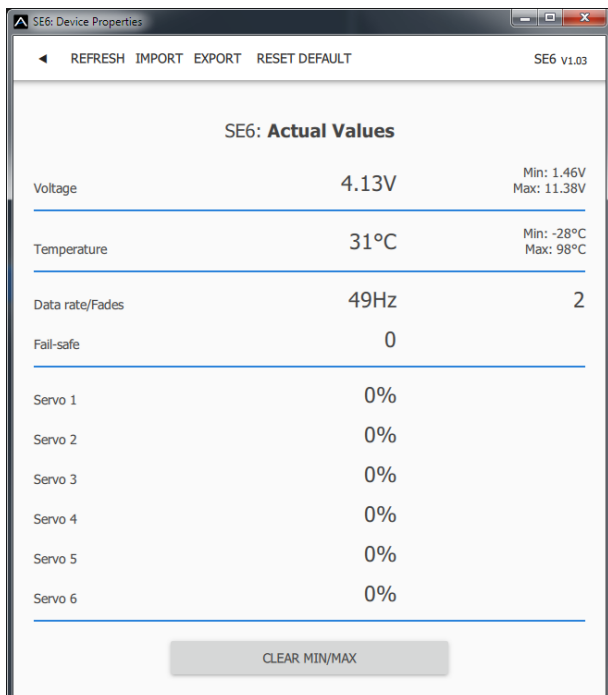 SE6: Device Properties
◄ REFRESH IMPORT EXPORT RESET DEFAULT SE6 V1.03
SE6: Actual Values
Voltage 4.13V Min: 1.46V
Max: 11.38V
Temperature 31°C Min: -28°C
Max: 98°C
Data rate/Fades 49Hz 2
Fail-safe 0
Servo 1 0%
Servo 2 0%
Servo 3 0%
Servo 4 0%
Servo 5 0%
Servo 6 0%
CLEAR MIN/MAX